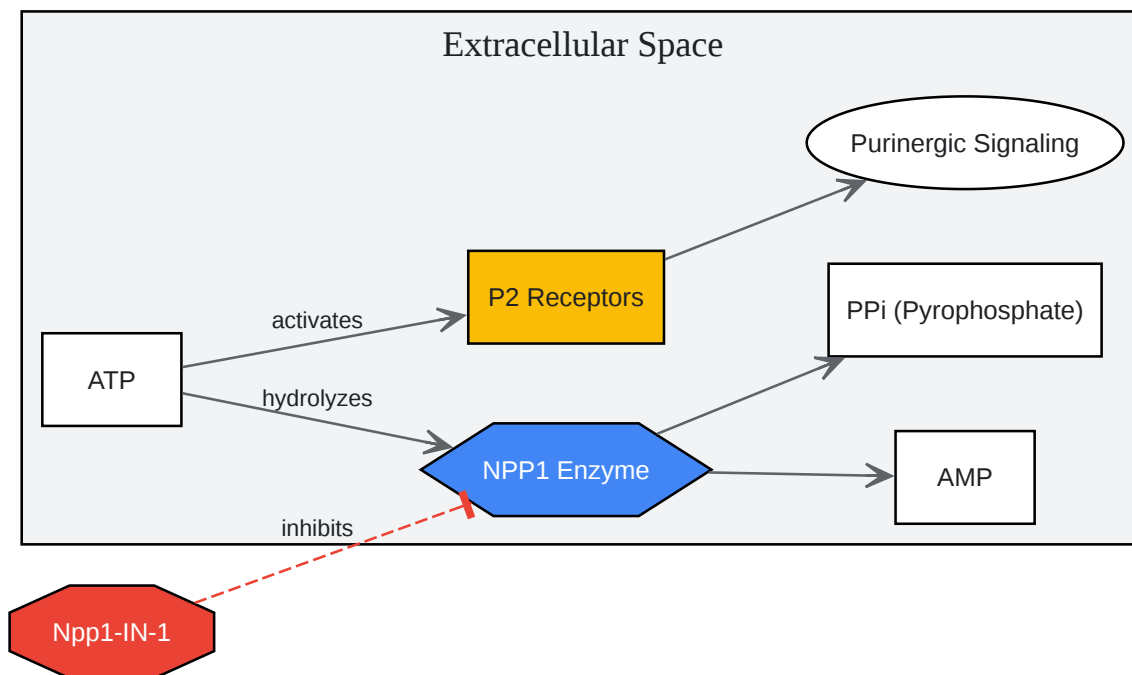 Extracellular Space
Purinergic Signaling
P2 Receptors
PPi (Pyrophosphate)
activates
ATP
hydrolyzes
NPP1 Enzyme
AMP
inhibits
Npp1-IN-1